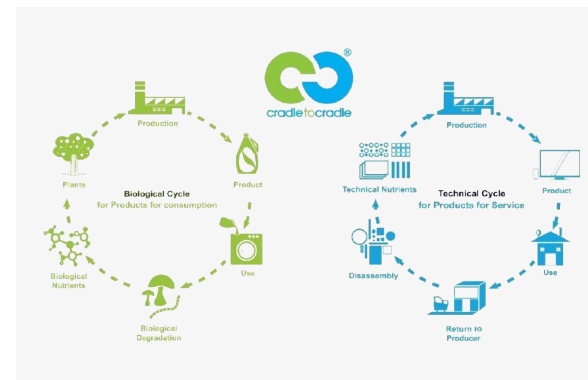 ®
cradletocradle
Production
Plants
Product
Biological Cycle
for Products for consumption
Biological
Nutrients
Use
Biological
Degradation
Production
Technical Nutrients
Product
Technical Cycle
for Products for Service
Disassembly
Use
Return to
Producer